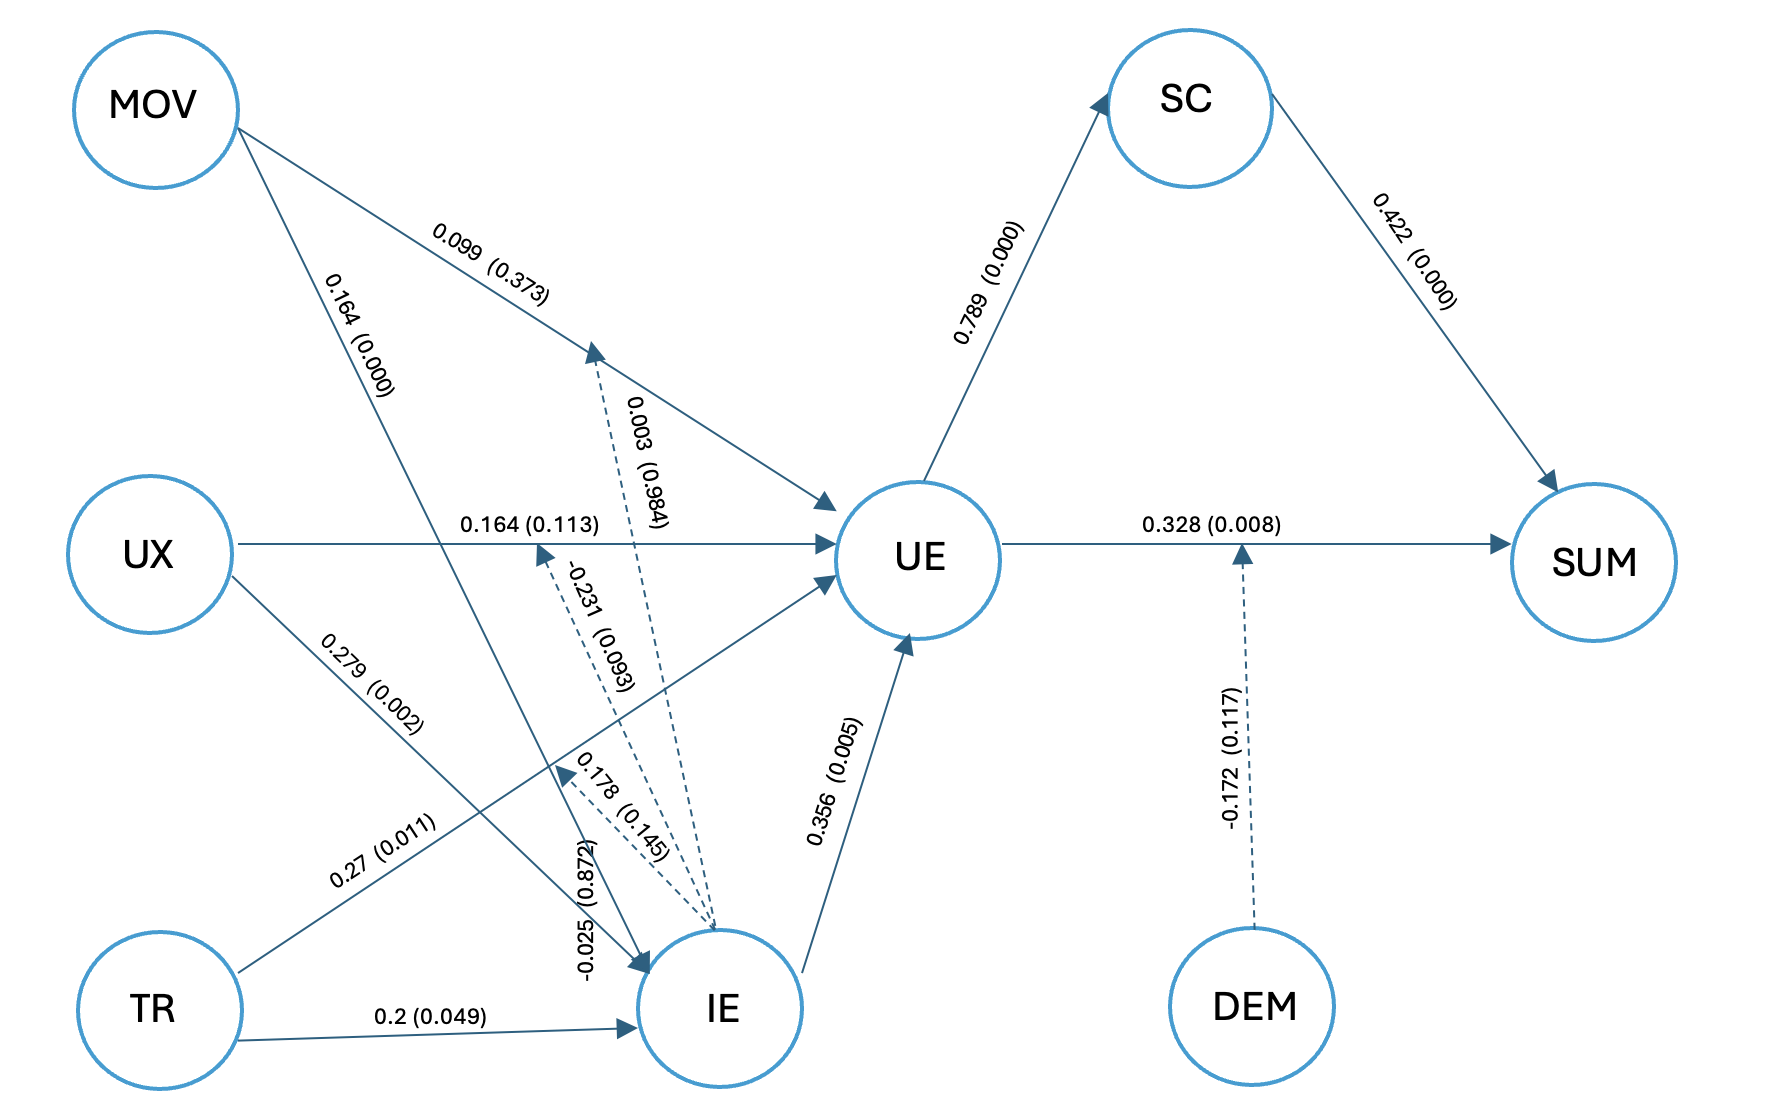 MOV
SC
0.099 (0.373)
0.422 (0.000)
0.164 (0.000)
0.789 (0.000)
0.003 (0.984)
UX
0.164 (0.113)
UE
0.328 (0.008)
SUM
-0.231 (0.093)
0.279 (0.002)
0.178 (0.145)
0.356 (0.005)
-0.172 (0.117)
0.27 (0.011)
-0.025 (0.872)
TR
0.2 (0.049)
IE
DEM